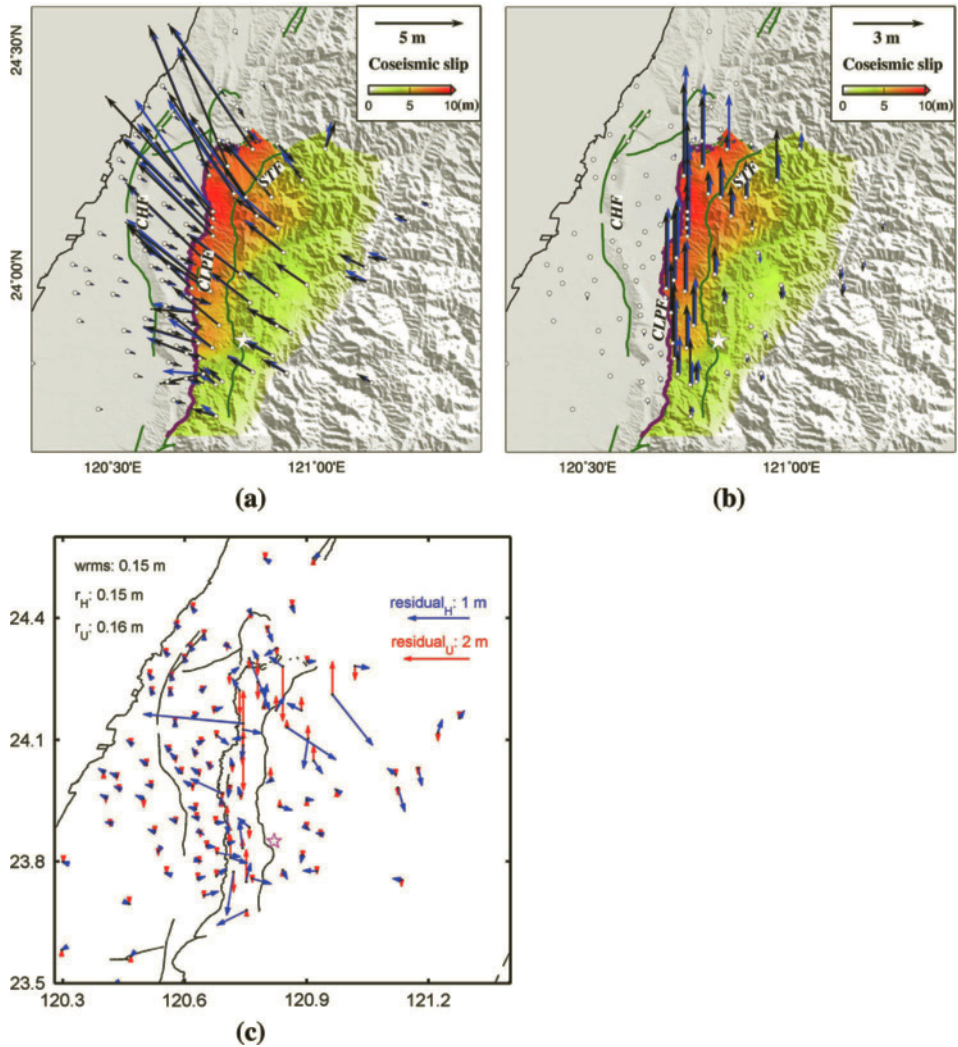 5 m
Coseismic slip
0 5 10(m)
24˚30'N
24˚00'N
CHF
CLPF
STF
120˚30'E 121˚00'E
(a)
3 m
Coseismic slip
0 5 10(m)
CHF
CLPF
STF
120˚30'E 121˚00'E
(b)
wrms: 0.15 m
r_H: 0.15 m
r_U: 0.16 m
residual_H: 1 m
residual_U: 2 m
24.4
24.1
23.8
23.5
120.3 120.6 120.9 121.2
(c)